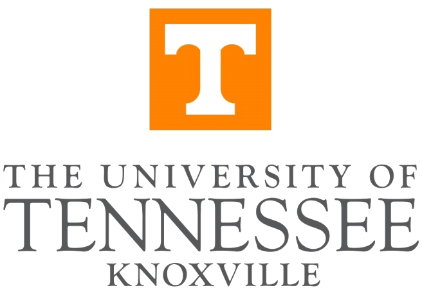 T
THE UNIVERSITY OF
TENNESSEE
KNOXVILLE